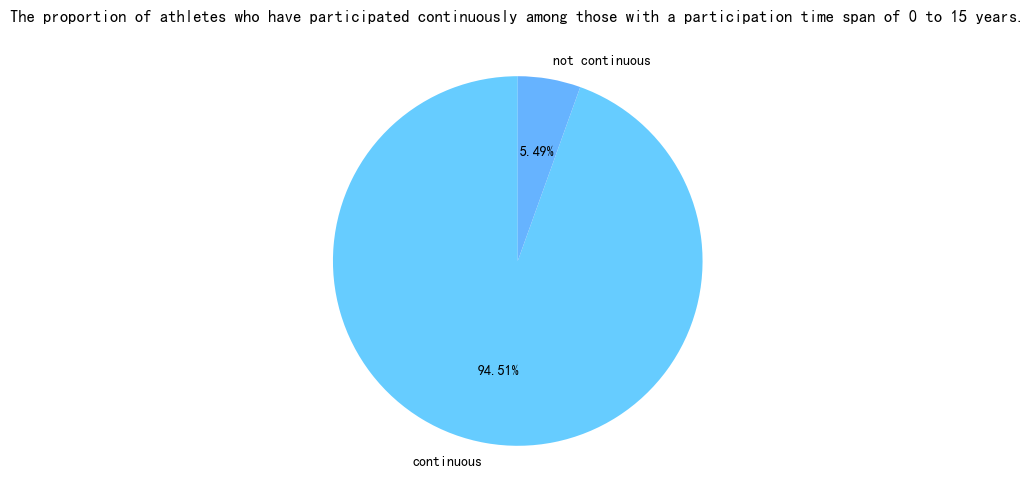 The proportion of athletes who have participated continuously among those with a participation time span of 0 to 15 years.
not continuous
5.49%
94.51%
continuous